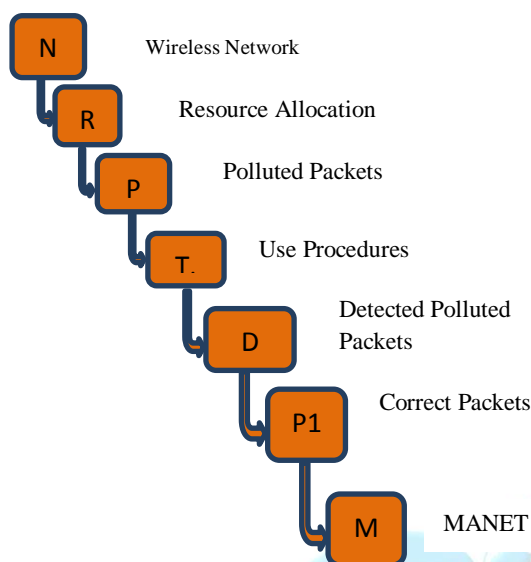 N Wireless Network
R Resource Allocation
P Polluted Packets
T. Use Procedures
D Detected Polluted
Packets
P1 Correct Packets
M MANET